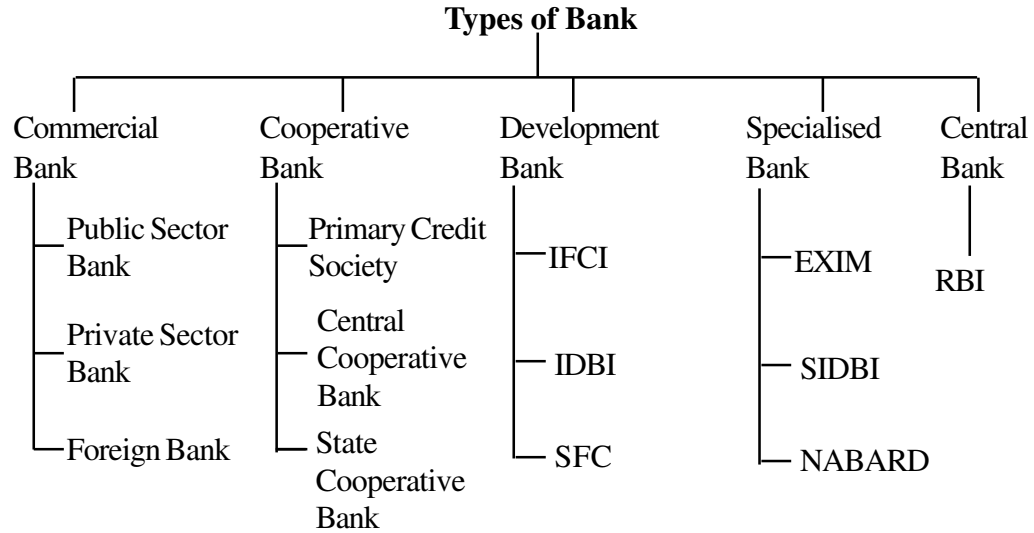 Types of Bank
Commercial
Bank
Public Sector
Bank
Private Sector
Bank
Foreign Bank
Cooperative
Bank
Primary Credit
Society
Central
Cooperative
Bank
State
Cooperative
Bank
Development
Bank
IFCI
IDBI
SFC
Specialised
Bank
EXIM
SIDBI
NABARD
Central
Bank
RBI